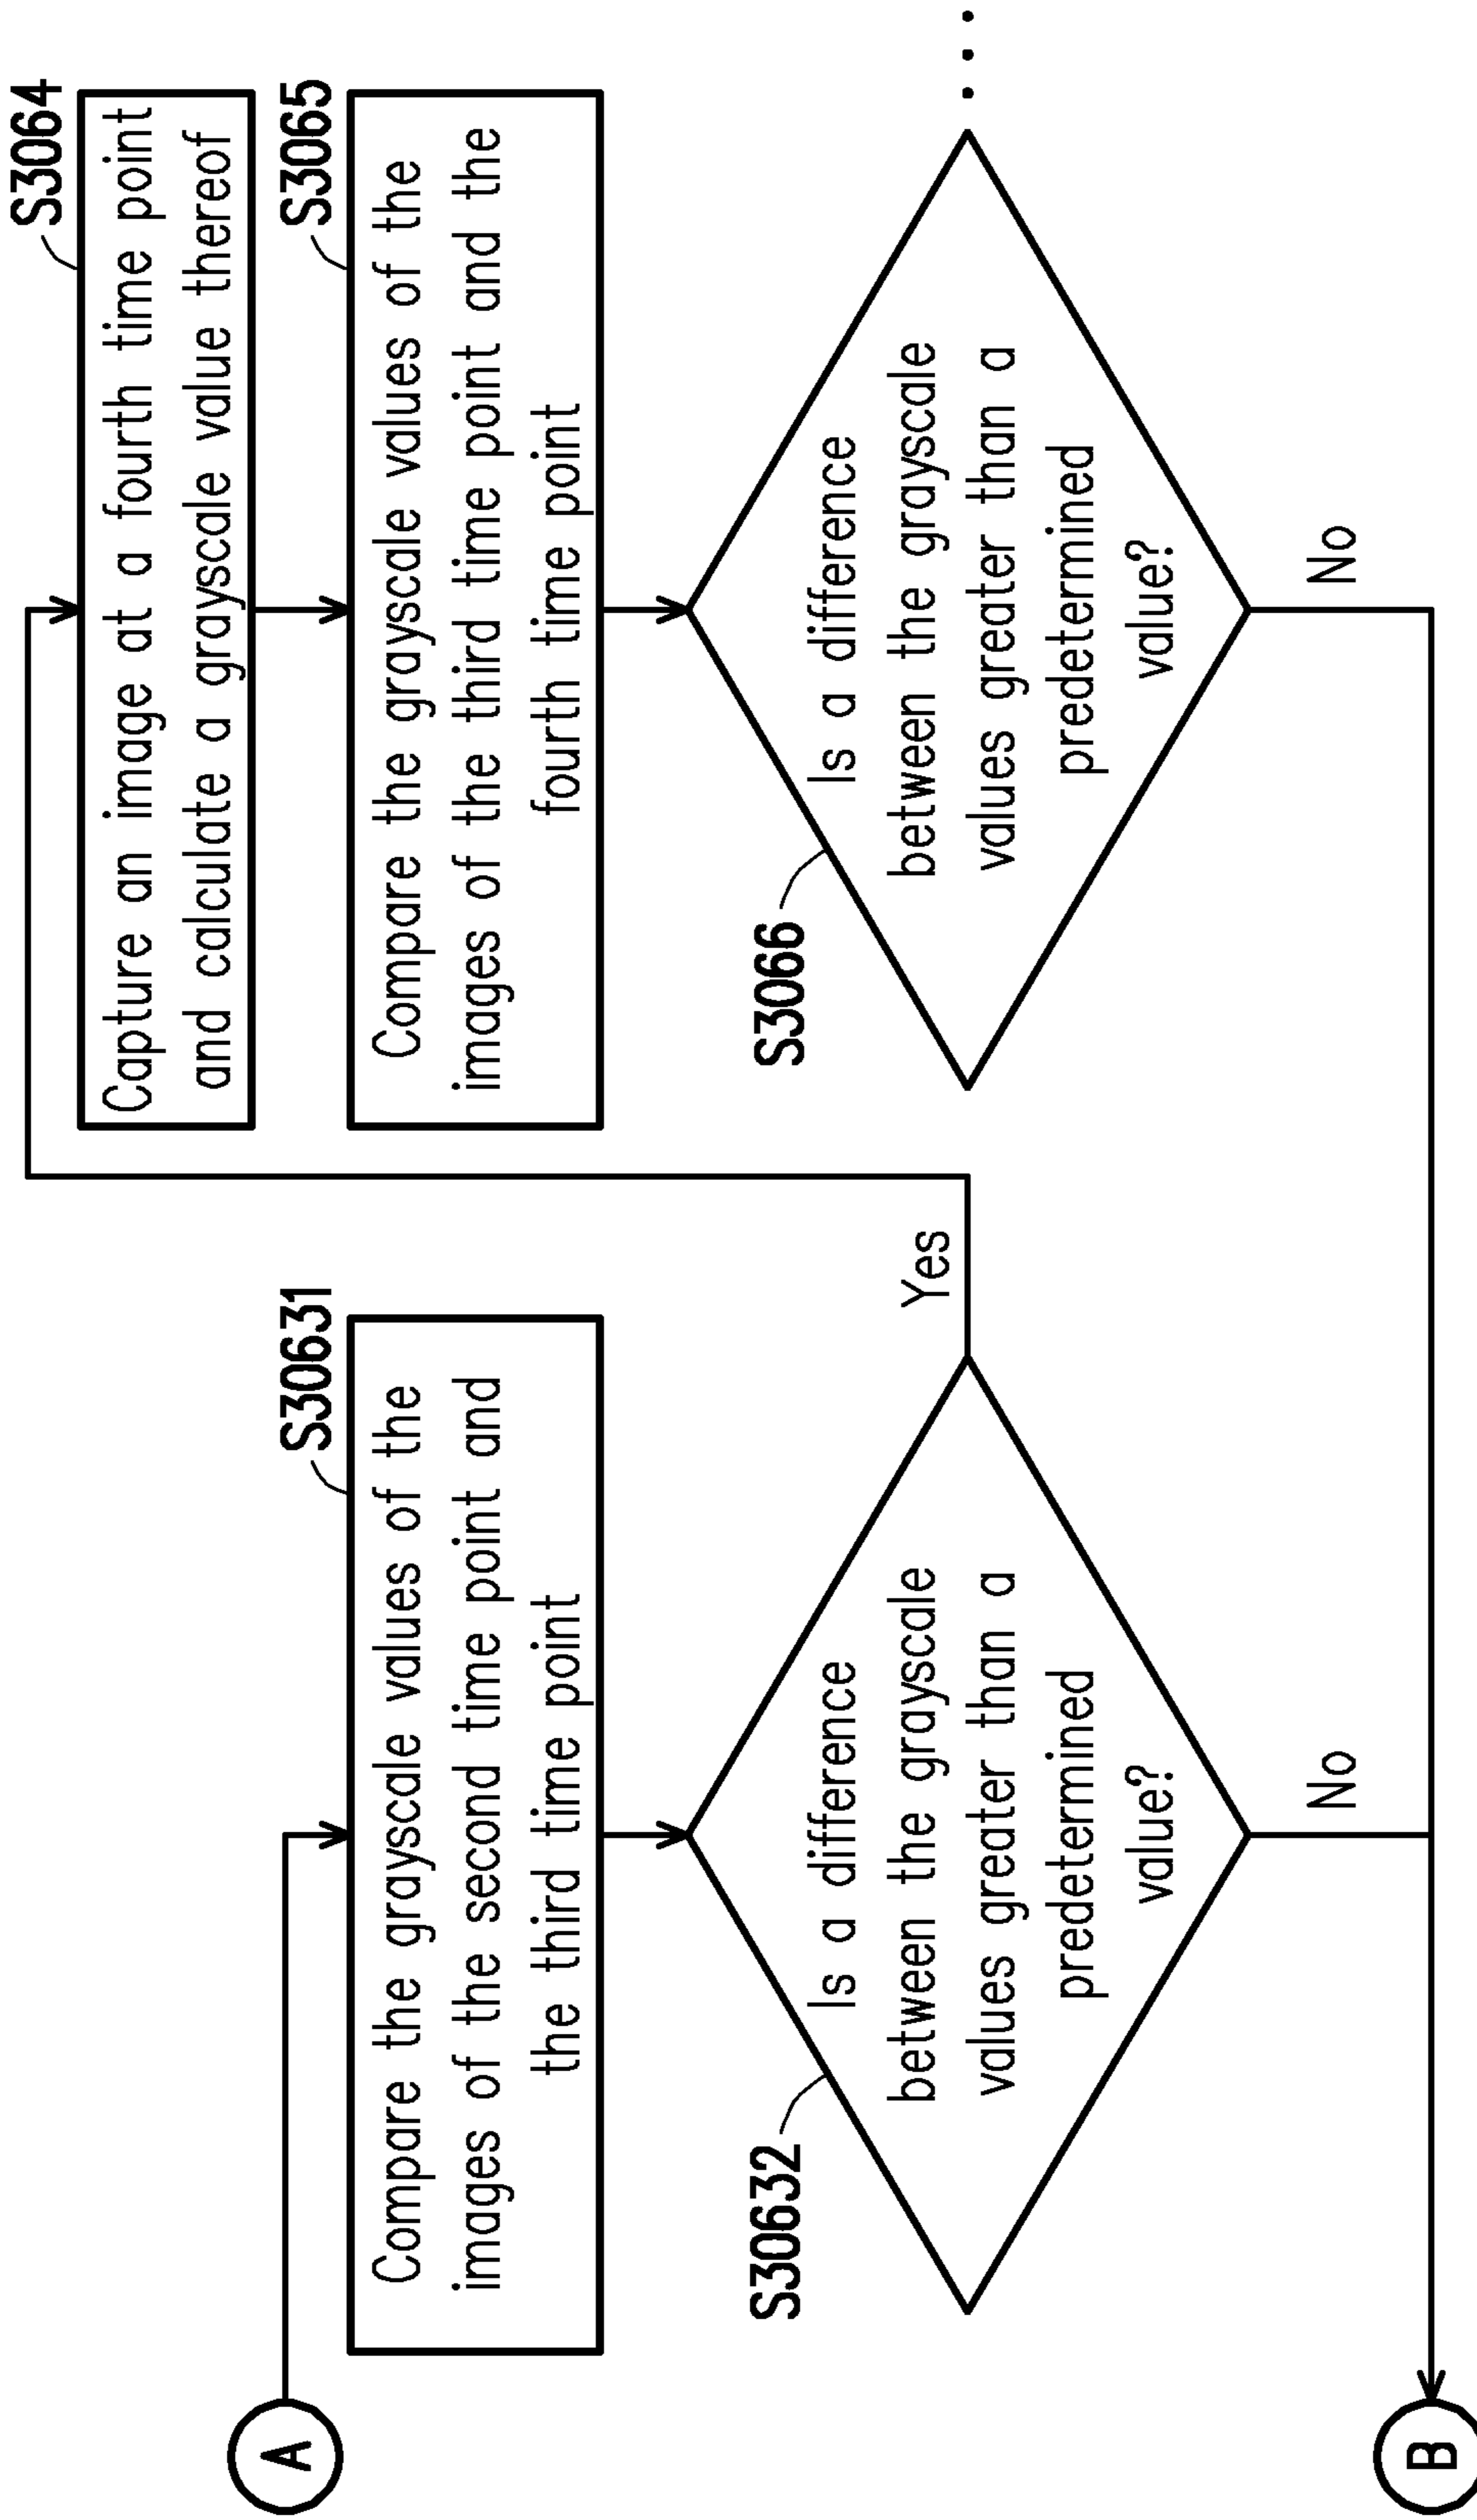 A
S30631
Compare the grayscale values of the
images of the second time point and
the third time point
S30632
Is a difference
between the grayscale
values greater than a
predetermined
value?
Yes
No
S3064
Capture an image at a fourth time point
and calculate a grayscale value thereof
S3065
Compare the grayscale values of the
images of the third time point and the
fourth time point
S3066
Is a difference
between the grayscale
values greater than a
predetermined
value?
...
No
B